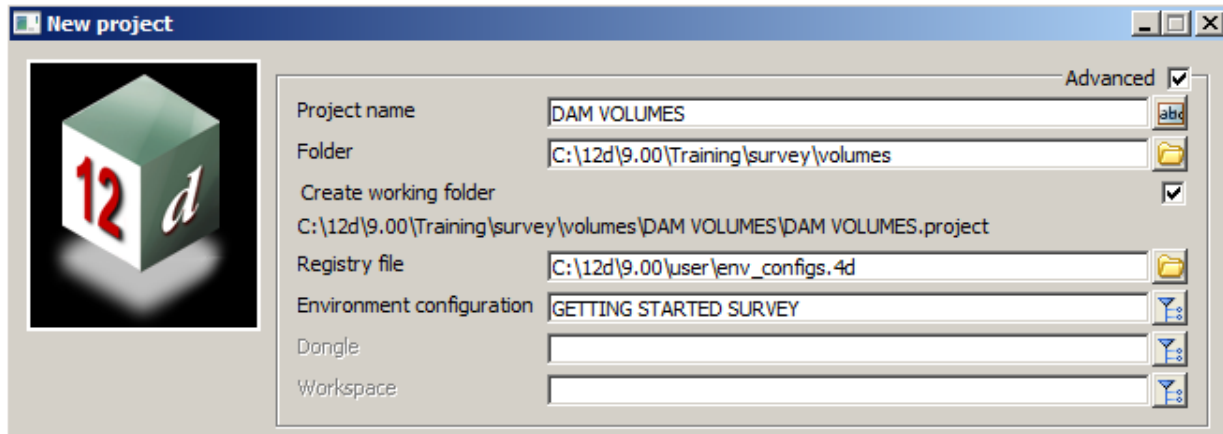 New project
12
d
Advanced
Project name DAM VOLUMES
abc
Folder C:\12d\9.00\Training\survey\volumes
Create working folder
C:\12d\9.00\Training\survey\volumes\DAM VOLUMES\DAM VOLUMES.project
Registry file C:\12d\9.00\user\env_configs.4d
Environment configuration GETTING STARTED SURVEY
Dongle
Workspace